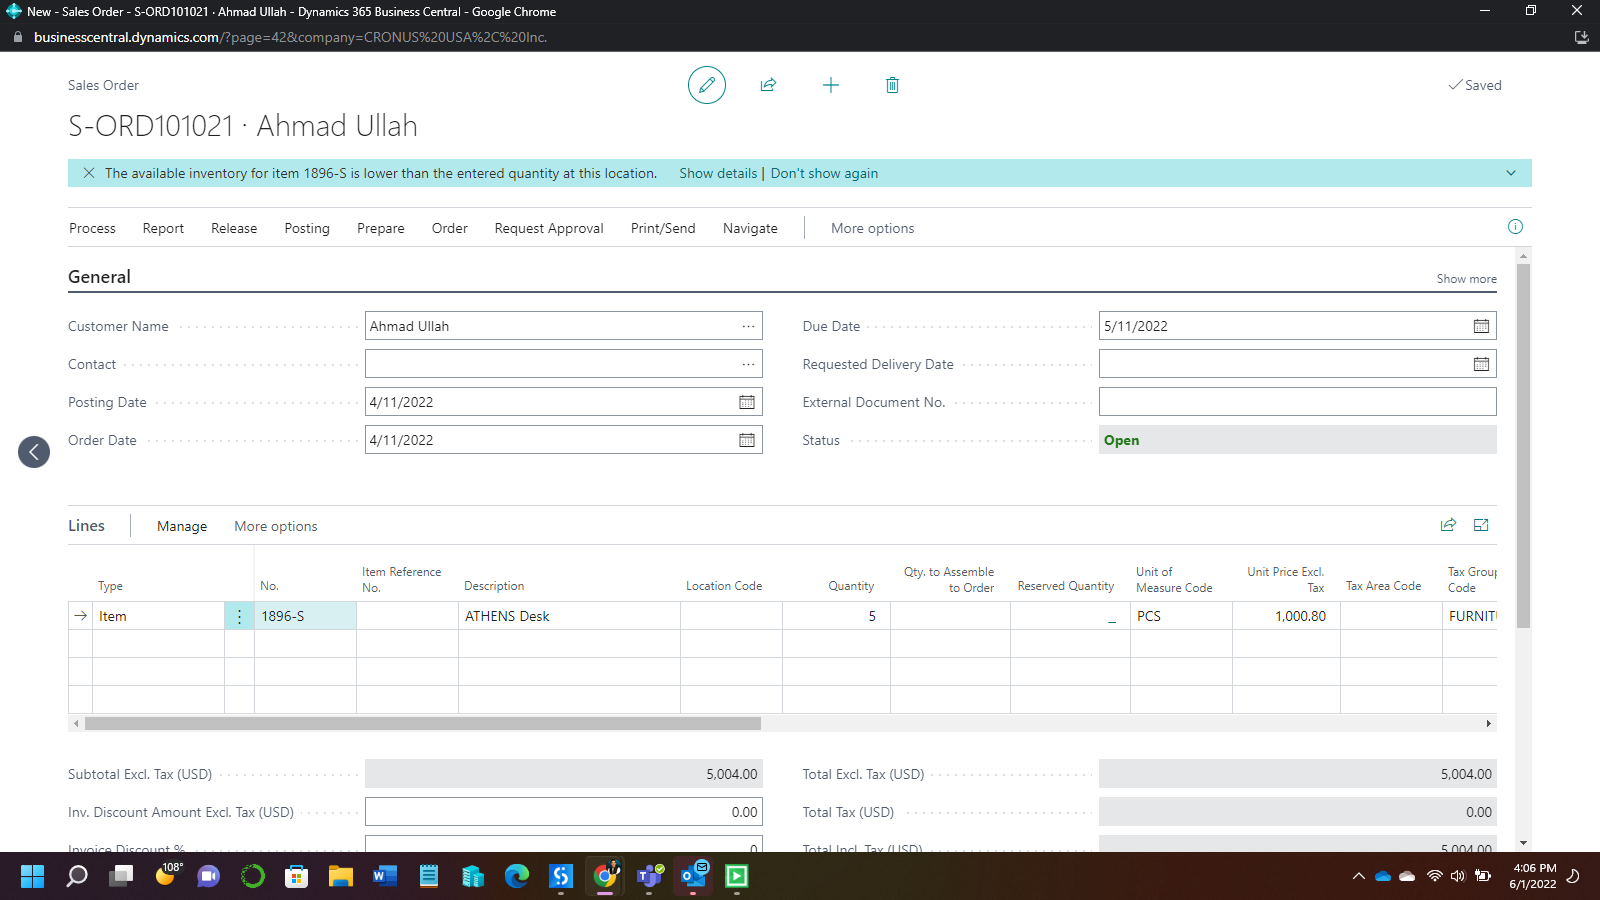 New - Sales Order - S-ORD101021 · Ahmad Ullah - Dynamics 365 Business Central - Google Chrome
businesscentral.dynamics.com/?page=42&company=CRONUS%20USA%2C%20Inc.
Sales Order
Saved
S-ORD101021 · Ahmad Ullah
The available inventory for item 1896-S is lower than the entered quantity at this location. Show details | Don't show again
Process Report Release Posting Prepare Order Request Approval Print/Send Navigate More options
General
Show more
Customer Name Ahmad Ullah ... Due Date 5/11/2022
Contact ... Requested Delivery Date
Posting Date 4/11/2022 External Document No.
Order Date 4/11/2022 Status Open
Lines Manage More options
Type No. Item Reference No. Description Location Code Quantity Qty. to Assemble to Order Reserved Quantity Unit of Measure Code Unit Price Excl. Tax Tax Area Code Tax Group Code
Item 1896-S ATHENS Desk 5 _ PCS 1,000.80 FURNIT
Subtotal Excl. Tax (USD) 5,004.00 Total Excl. Tax (USD) 5,004.00
Inv. Discount Amount Excl. Tax (USD) 0.00 Total Tax (USD) 0.00
Invoice Discount % 0 Total Incl. Tax (USD) 5,004.00
108°
4:06 PM
6/1/2022